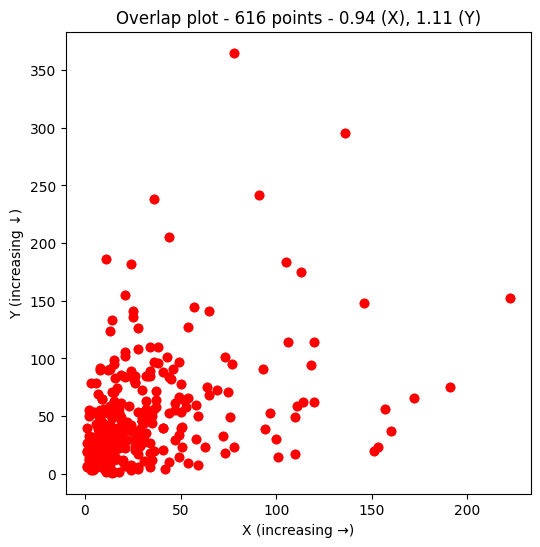 Overlap plot - 616 points - 0.94 (X), 1.11 (Y)
350
300
250
200
150
100
50
0
Y (increasing ↓)
0 50 100 150 200
X (increasing →)